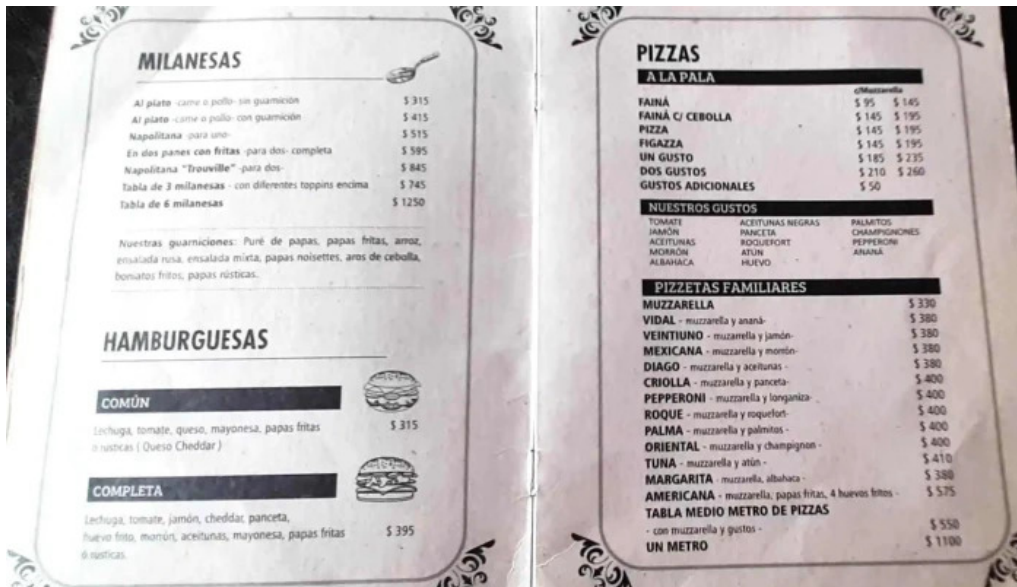 MILANESAS
Al plato -carne o pollo- sin guarnición $ 315
Al plato -carne o pollo- con guarnición $ 415
Napolitana -para uno- $ 515
En dos panes con fritas -para dos- completa $ 595
Napolitana "Trouville" -para dos- $ 845
Tabla de 3 milanesas - con diferentes toppins encima $ 745
Tabla de 6 milanesas $ 1250
Nuestras guarniciones: Puré de papas, papas fritas, arroz,
ensalada rusa, ensalada mixta, papas noisettes, aros de cebolla,
boniatos fritos, papas rústicas.
HAMBURGUESAS
COMÚN
Lechuga, tomate, queso, mayonesa, papas fritas $ 315
ó rusticas ( Queso Cheddar )
COMPLETA
Lechuga, tomate, jamón, cheddar, panceta,
huevo frito, morrón, aceitunas, mayonesa, papas fritas $ 395
ó rusticas.
PIZZAS
A LA PALA
c/Muzzarella
FAINÁ $ 95 $ 145
FAINÁ C/ CEBOLLA $ 145 $ 195
PIZZA $ 145 $ 195
FIGAZZA $ 145 $ 195
UN GUSTO $ 185 $ 235
DOS GUSTOS $ 210 $ 260
GUSTOS ADICIONALES $ 50
NUESTROS GUSTOS
TOMATE ACEITUNAS NEGRAS PALMITOS
JAMÓN PANCETA CHAMPIGNONES
ACEITUNAS ROQUEFORT PEPPERONI
MORRÓN ATÚN ANANÁ
ALBAHACA HUEVO
PIZZETAS FAMILIARES
MUZZARELLA $ 330
VIDAL - muzzarella y ananá- $ 380
VEINTIUNO - muzarrella y jamón- $ 380
MEXICANA - muzzarella y morrón- $ 380
DIAGO - muzzarella y aceitunas - $ 380
CRIOLLA - muzzarella y panceta- $ 400
PEPPERONI - muzzarella y longaniza- $ 400
ROQUE - muzzarella y roquefort- $ 400
PALMA - muzzarella y palmitos - $ 400
ORIENTAL - muzzarella y champignon - $ 400
TUNA - muzzarella y atún - $ 410
MARGARITA - muzzarella, albahaca - $ 380
AMERICANA - muzzarella, papas fritas, 4 huevos fritos - $ 575
TABLA MEDIO METRO DE PIZZAS
- con muzzarella y gustos - $ 550
UN METRO $ 1100